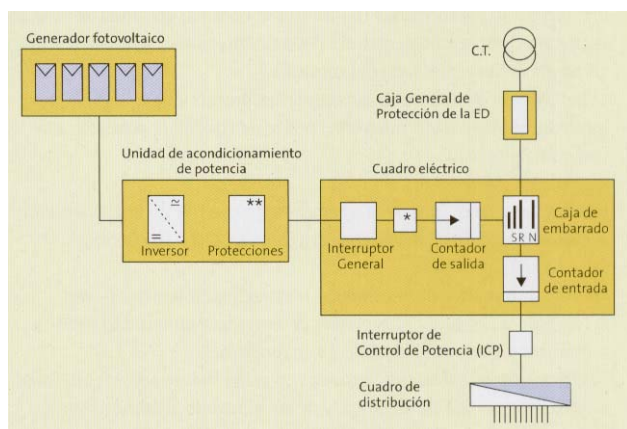 Generador fotovoltaico
C.T.
Caja General de
Protección de la ED
Unidad de acondicionamiento
de potencia
Cuadro eléctrico
**
*
Inversor
Protecciones
Interruptor
General
Contador
de salida
SR N
Caja de
embarrado
Contador
de entrada
Interruptor de
Control de Potencia (ICP)
Cuadro de
distribución